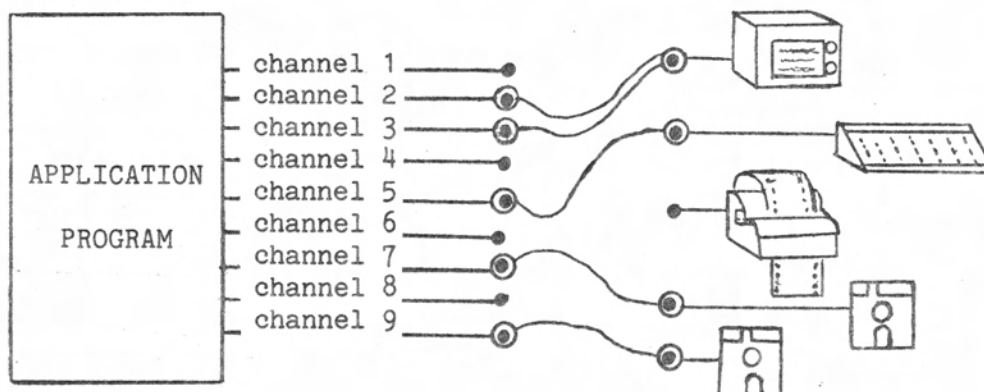 channel 1
channel 2
channel 3
channel 4
APPLICATION
channel 5
PROGRAM
channel 6
channel 7
channel 8
channel 9